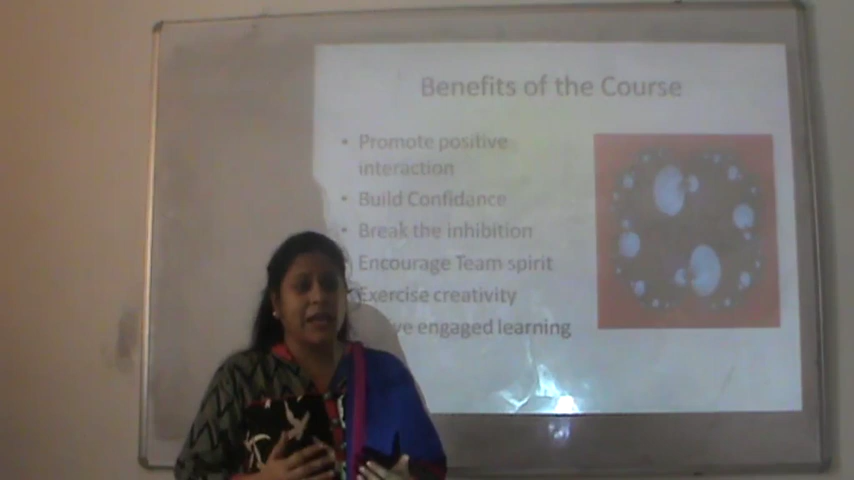 Benefits of the Course
• Promote positive
interaction
• Build Confidance
• Break the inhibition
Encourage Team spirit
Exercise creativity
engaged learning